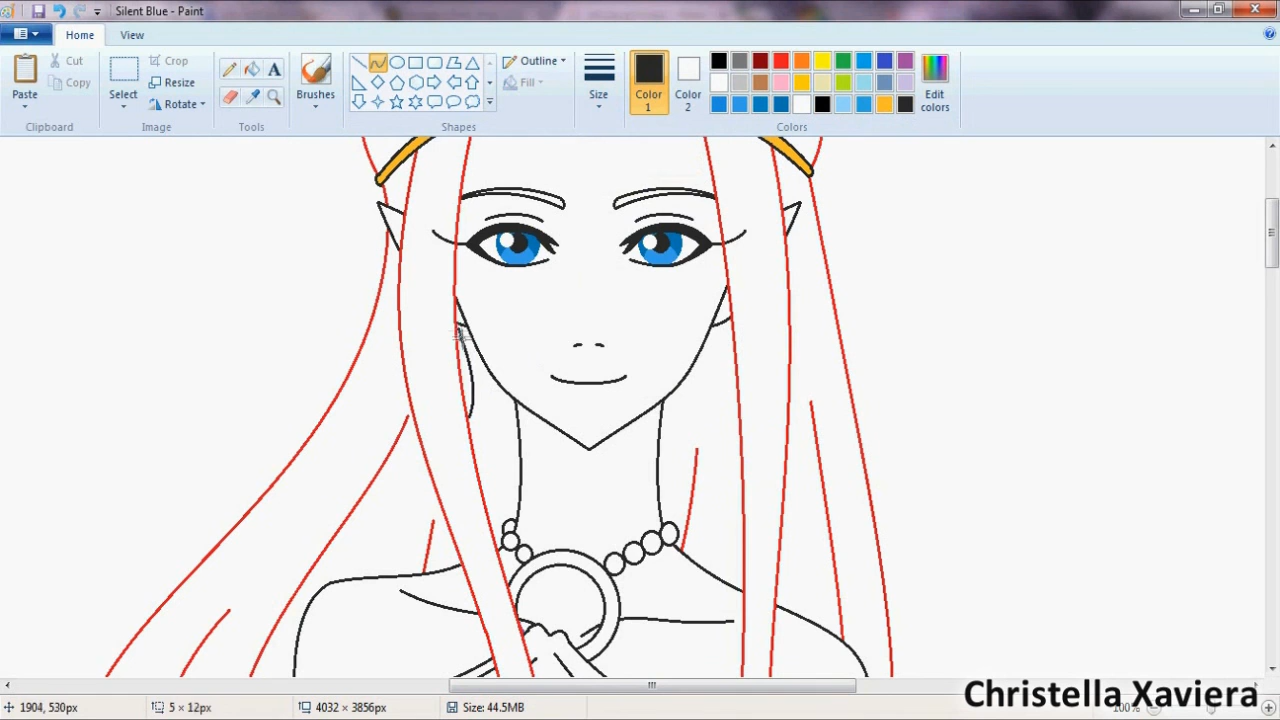 Silent Blue - Paint
Home
View
Paste
Cut
Copy
Clipboard
Select
Crop
Resize
Rotate
Image
Tools
Brushes
Shapes
Outline
Fill
Size
Color 1
Color 2
Edit colors
Colors
Christella Xaviera
1904, 530px
5 × 12px
4032 × 3856px
Size: 44.5MB
100%